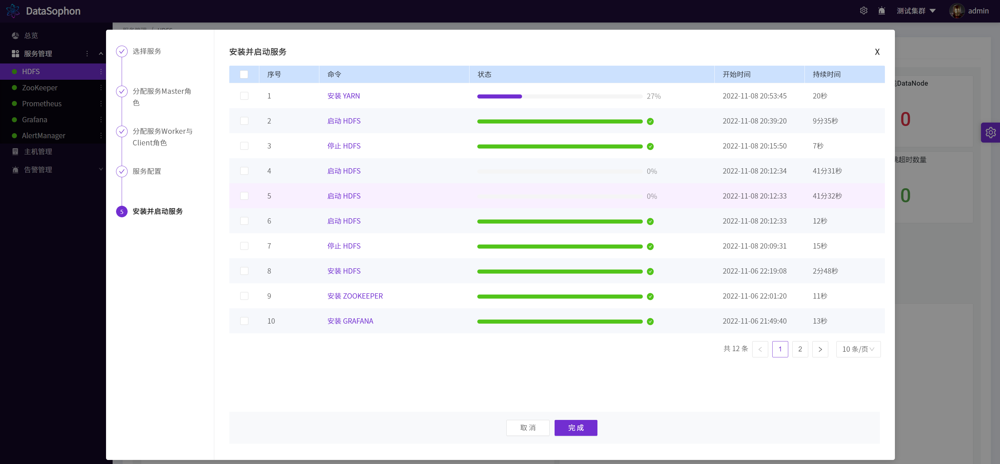 DataSophon
测试集群
admin
总览
服务管理
HDFS
ZooKeeper
Prometheus
Grafana
AlertManager
主机管理
告警管理
服务管理 / HDFS
选择服务
分配服务Master角
色
分配服务Worker与
Client角色
服务配置
5 安装并启动服务
安装并启动服务 X
序号 命令 状态 开始时间 持续时间
1 安装 YARN 27% 2022-11-08 20:53:45 20秒
2 启动 HDFS 2022-11-08 20:39:20 9分35秒
3 停止 HDFS 2022-11-08 20:15:50 7秒
4 启动 HDFS 0% 2022-11-08 20:12:34 41分31秒
5 启动 HDFS 0% 2022-11-08 20:12:33 41分32秒
6 启动 HDFS 2022-11-08 20:12:33 12秒
7 停止 HDFS 2022-11-08 20:09:31 15秒
8 安装 HDFS 2022-11-06 22:19:08 2分48秒
9 安装 ZOOKEEPER 2022-11-06 22:01:20 11秒
10 安装 GRAFANA 2022-11-06 21:49:40 13秒
共 12 条 < 1 2 > 10 条/页
取 消 完 成
DataNode
0
跳超时数量
0